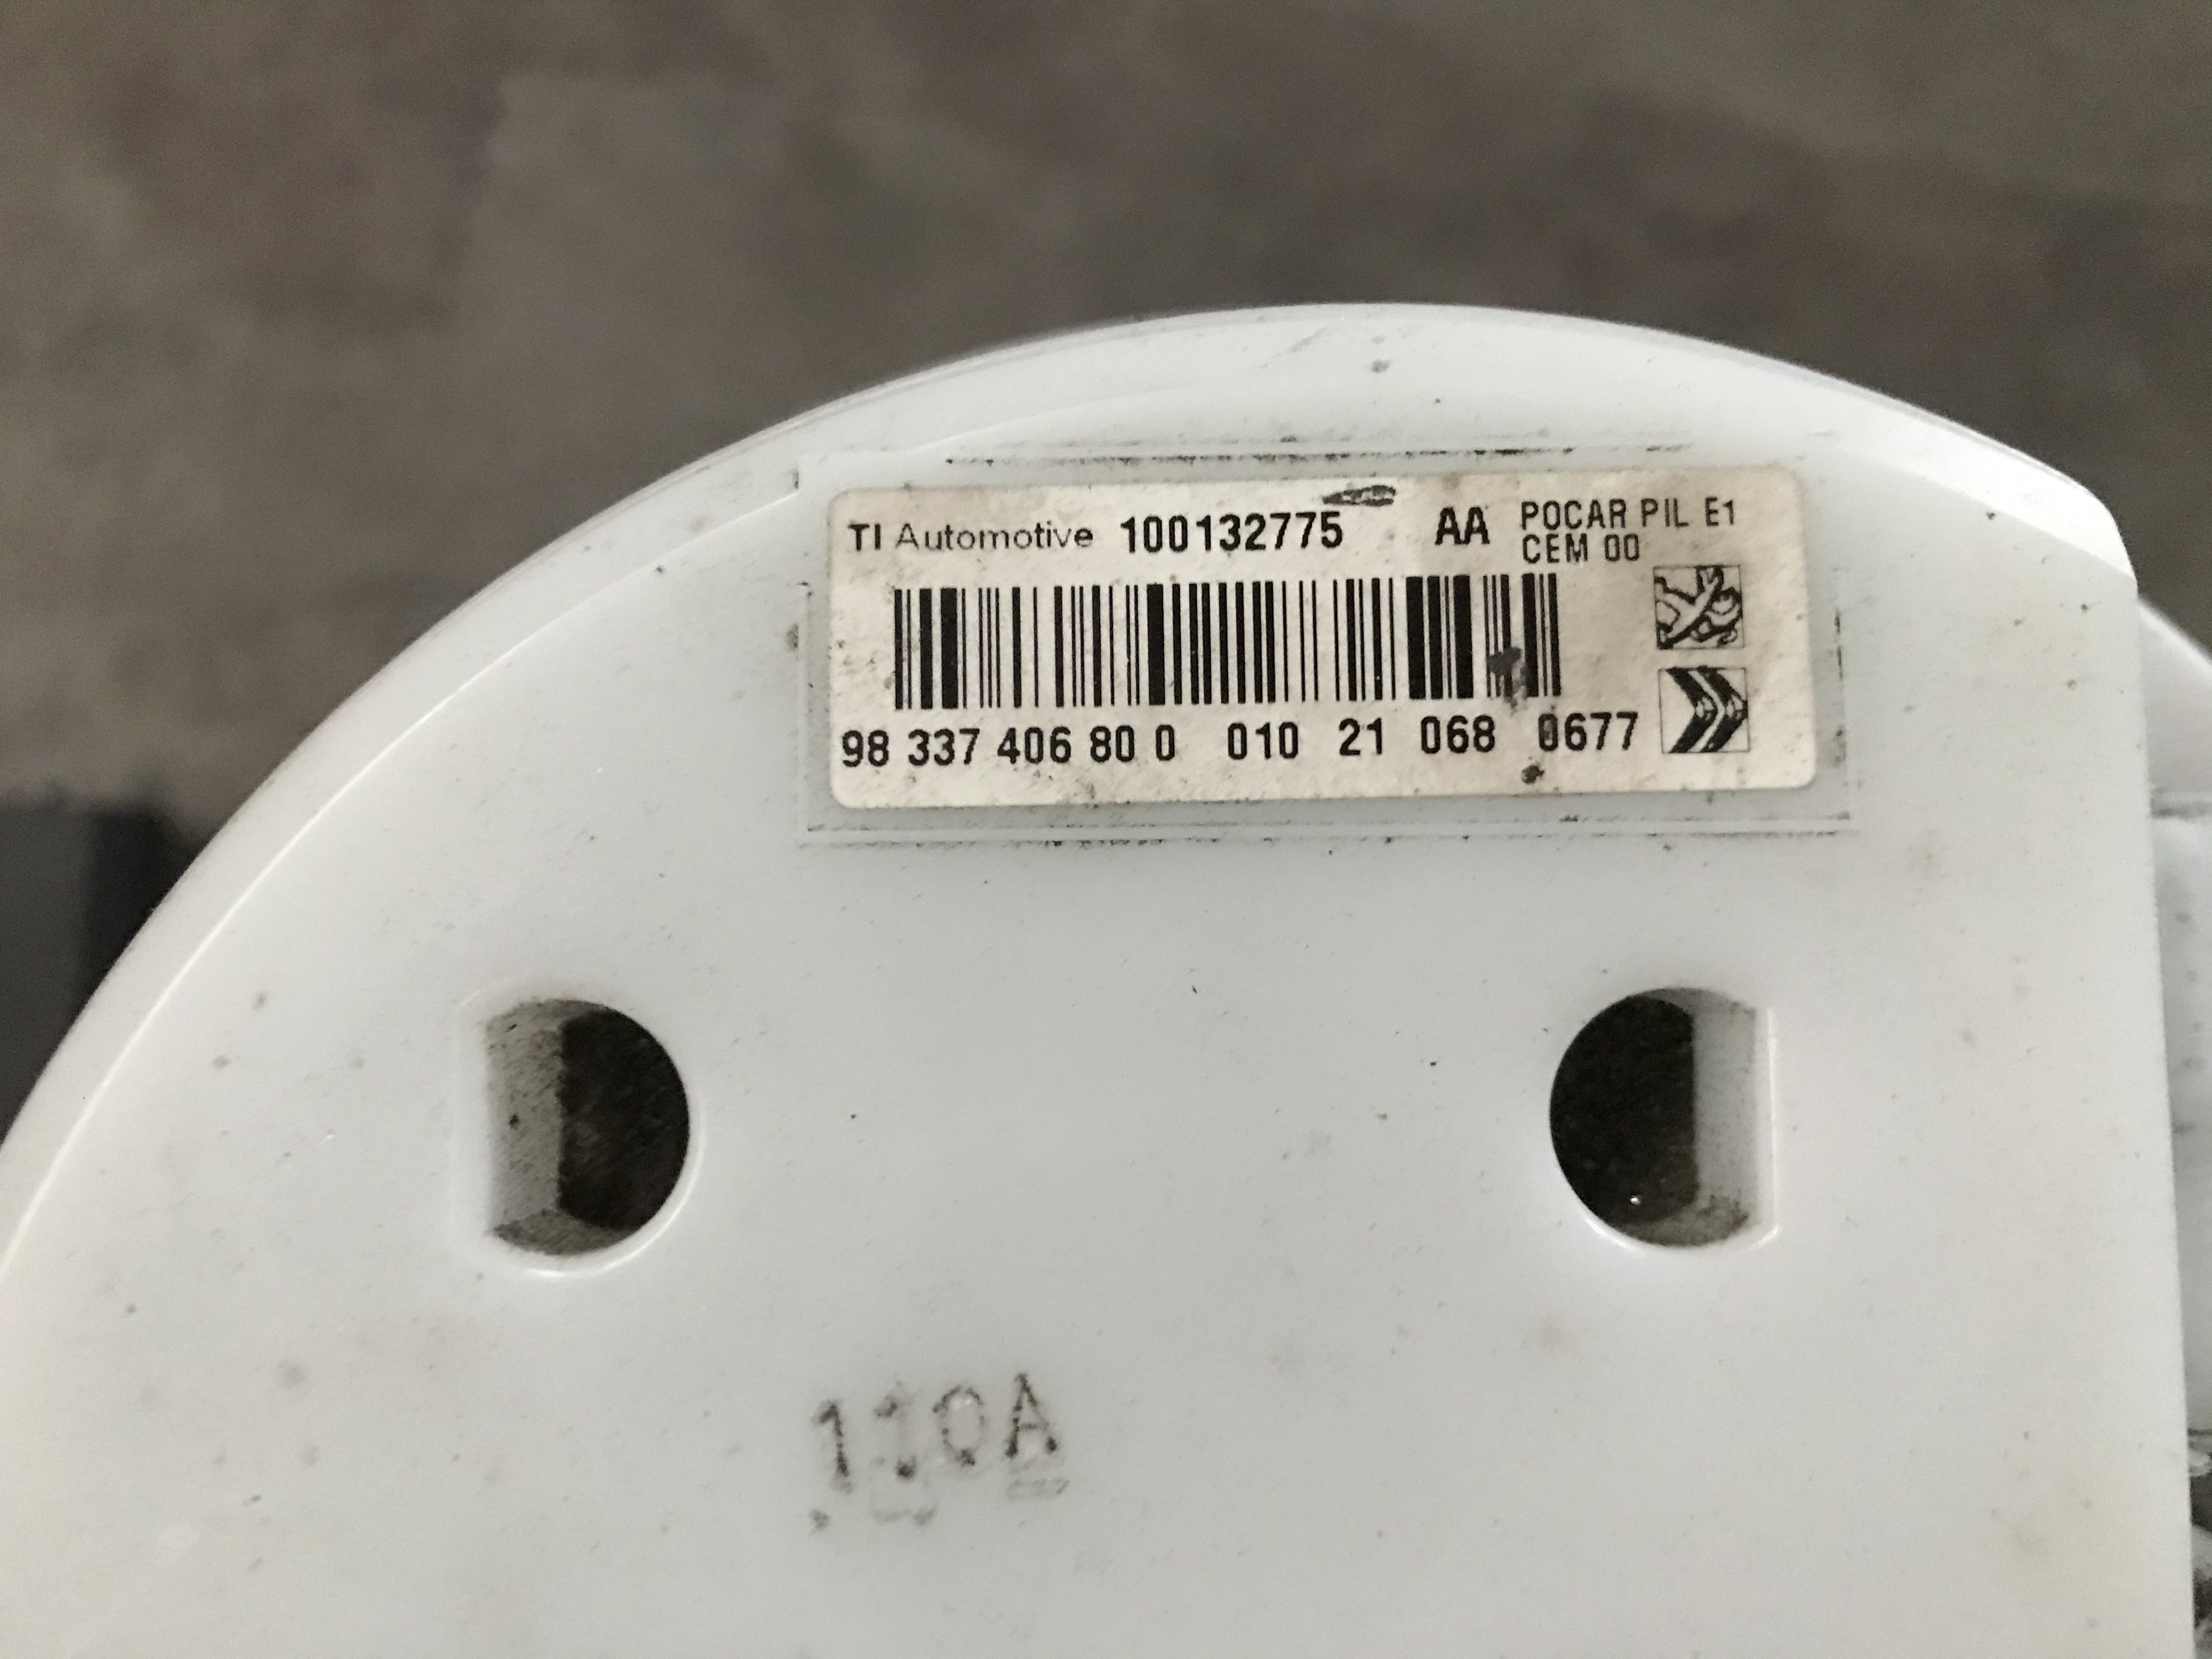 TI Automotive 100132775 AA POCAR PIL E1
CEM 00
98 337 406 80 0 010 21 068 0677
110A